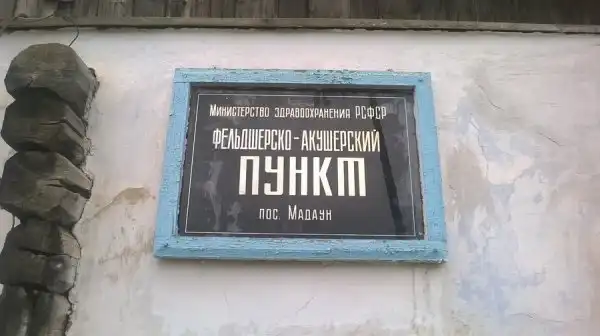 Министерство здравоохранения РСФСР
ФЕЛЬДШЕРСКО-АКУШЕРСКИЙ
ПУНКТ
пос. Мадаун